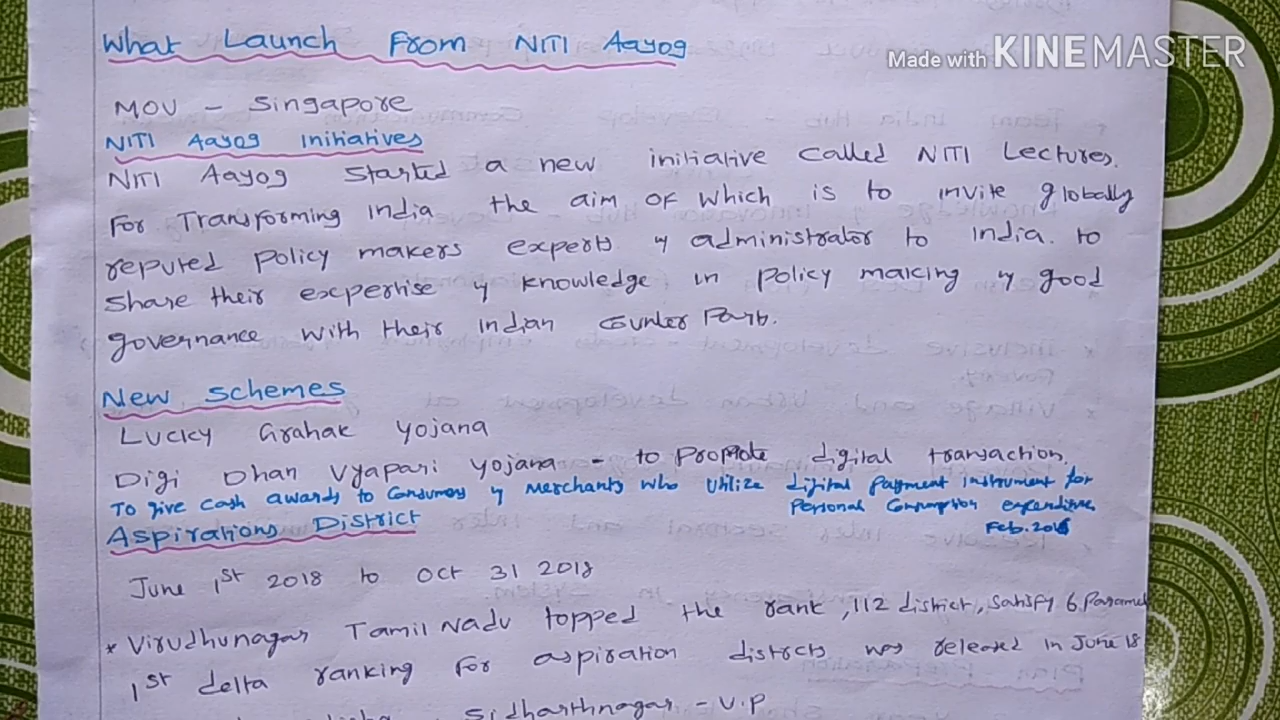 What Launch From NITI Aayog
Made with KINEMASTER
MOU - Singapore
NITI Aayog Initiatives
NITI Aayog started a new initiative called NITI Lectures.
For Transforming India the aim of which is to invite globally
reputed policy makers experts & administrator to India. to
share their expertise & knowledge in policy making & good
governance with their Indian counter Parts.
New schemes
Lucky Grahak Yojana
Digi Dhan Vyapari Yojana - to promote digital transaction.
To give cash awards to Consumers & Merchants who utilize digital payment instrument for
Personal Consumption expenditures
Feb.
Aspirations District
June 1st 2018 to Oct 31 2018
* Virudhunagar Tamil Nadu topped the rank, 112 district, Satisfy 6 Paramet
1st delta ranking for aspiration districts was released in June 18
Sidharthnagar - U.P